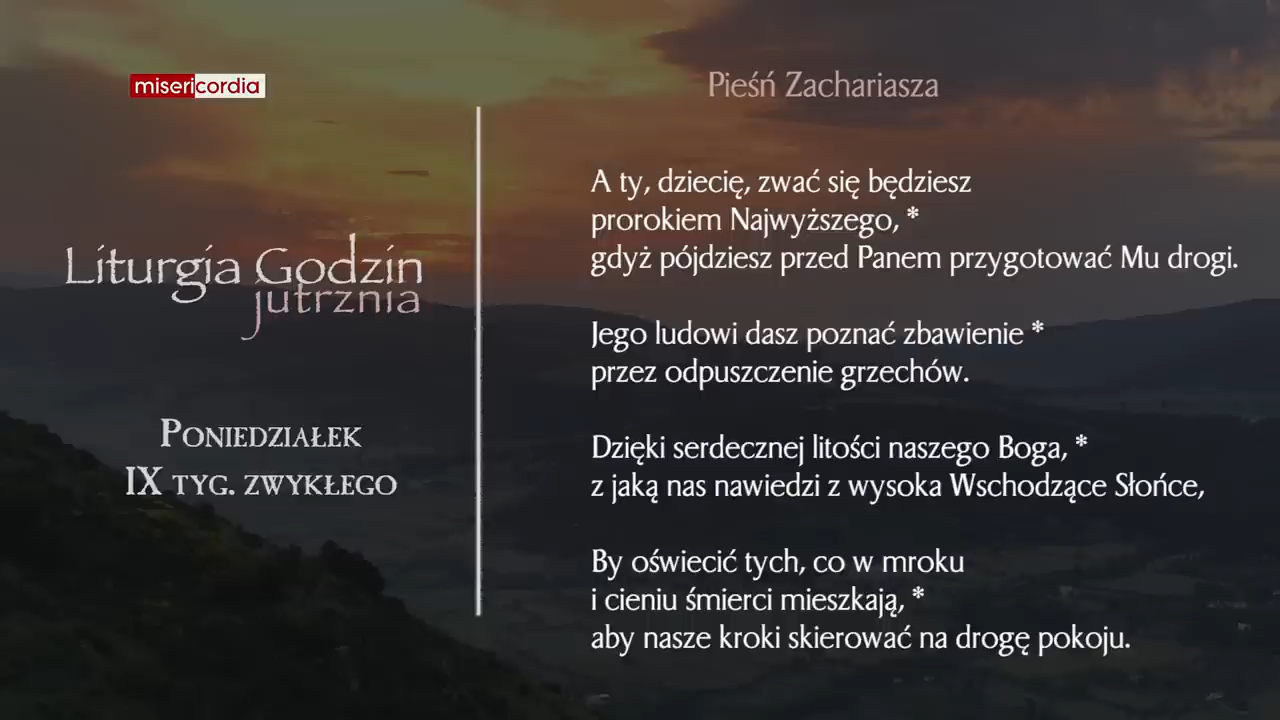 misericordia
Liturgia Godzin
jutrznia
Poniedziałek
IX tyg. zwykłego
Pieśń Zachariasza
A ty, dziecię, zwać się będziesz
prorokiem Najwyższego, *
gdyż pójdziesz przed Panem przygotować Mu drogi.
Jego ludowi dasz poznać zbawienie *
przez odpuszczenie grzechów.
Dzięki serdecznej litości naszego Boga, *
z jaką nas nawiedzi z wysoka Wschodzące Słońce,
By oświecić tych, co w mroku
i cieniu śmierci mieszkają, *
aby nasze kroki skierować na drogę pokoju.